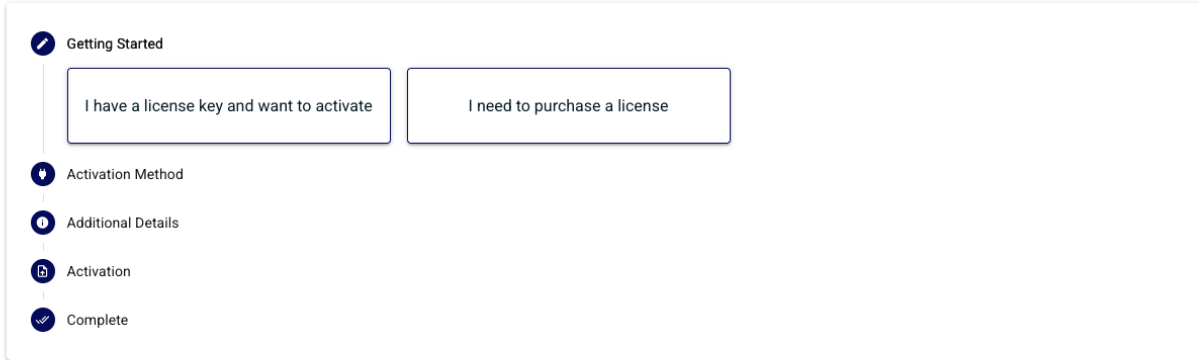 Getting Started
I have a license key and want to activate
I need to purchase a license
Activation Method
Additional Details
Activation
Complete